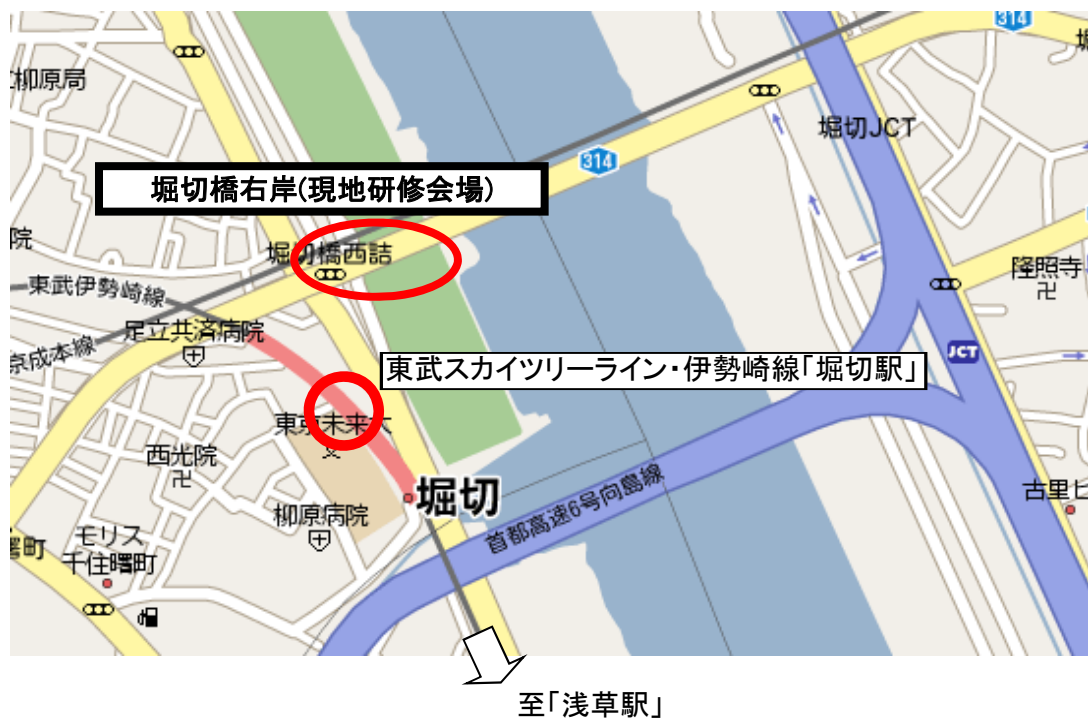 314
柳原局
堀切JCT
314
堀切橋右岸(現地研修会場)
院
堀切橋西詰
隆照寺
東武伊勢崎線
足立共済病院
京成本線
JCT
東武スカイツリーライン・伊勢崎線「堀切駅」
東京未来大
西光院
堀切
首都高速6号向島線
柳原病院
モリス
千住曙町
曙町
至「浅草駅」